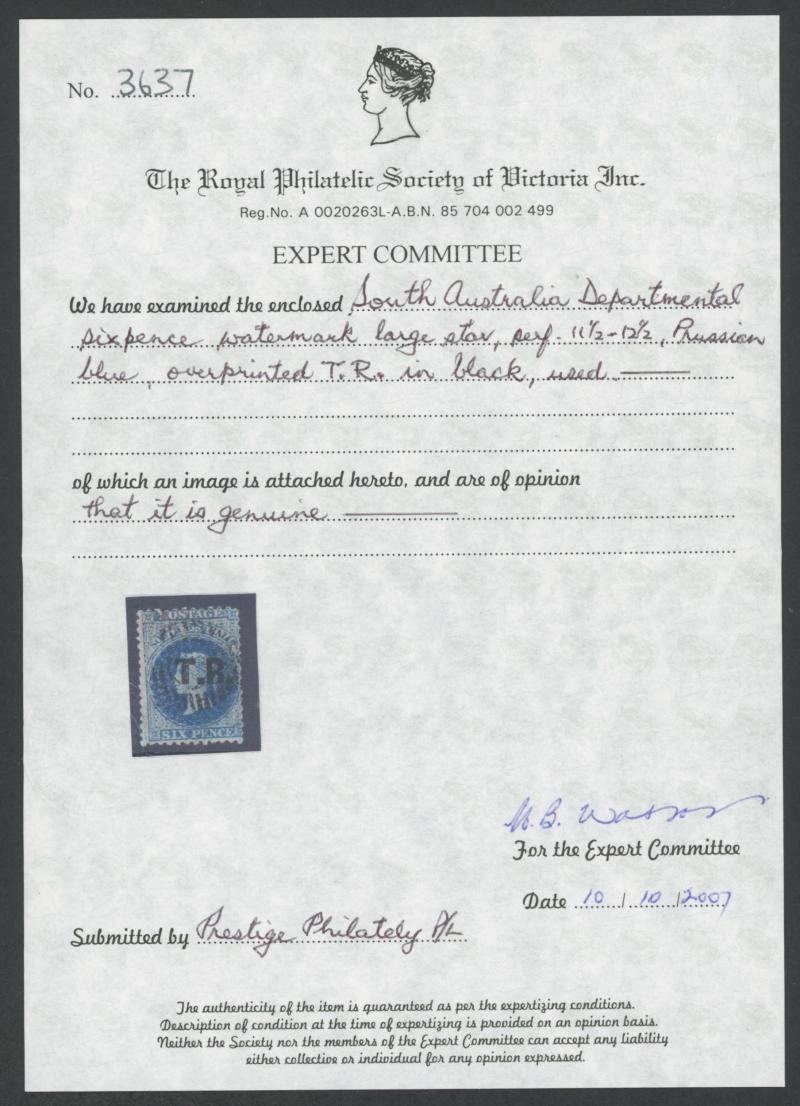 No. 3637
The Royal Philatelic Society of Victoria Inc.
Reg.No. A 0020263L-A.B.N. 85 704 002 499
EXPERT COMMITTEE
We have examined the enclosed South Australia Departmental
sixpence watermark large star, perf. 11½-12½, Prussian
blue, overprinted T.R. in black, used
of which an image is attached hereto, and are of opinion
that it is genuine
POSTAGE
T.R.
SIX PENCE
For the Expert Committee
Date 10/10/2007
Submitted by Prestige Philately P/L
The authenticity of the item is guaranteed as per the expertizing conditions.
Description of condition at the time of expertizing is provided on an opinion basis.
Neither the Society nor the members of the Expert Committee can accept any liability
either collective or individual for any opinion expressed.